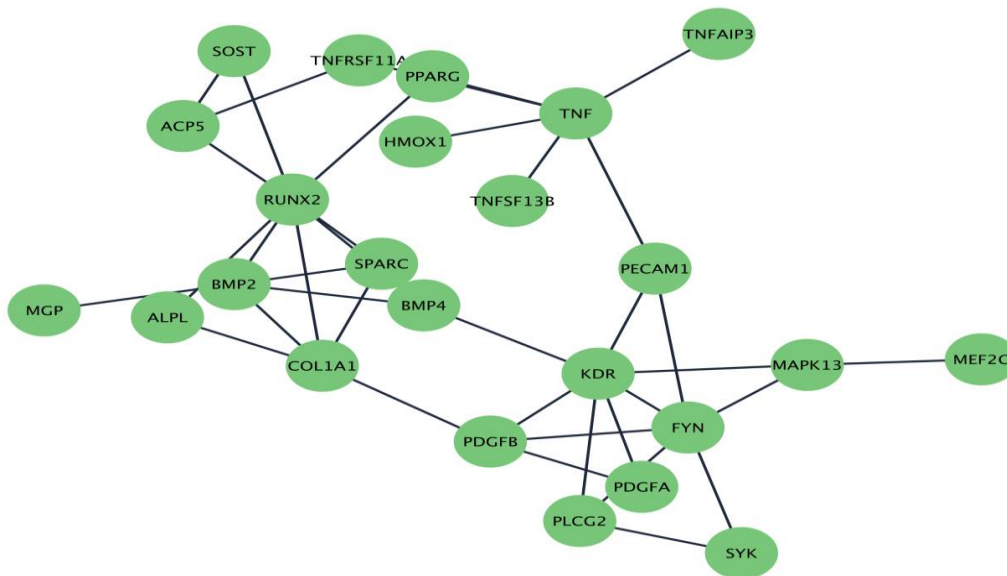 TNFAIP3
SOST
TNFRSF11A
PPARG
TNF
ACP5
HMOX1
RUNX2
TNFSF13B
SPARC
PECAM1
BMP2
BMP4
MGP
ALPL
COL1A1
KDR
MAPK13
MEF2C
FYN
PDGFB
PDGFA
PLCG2
SYK